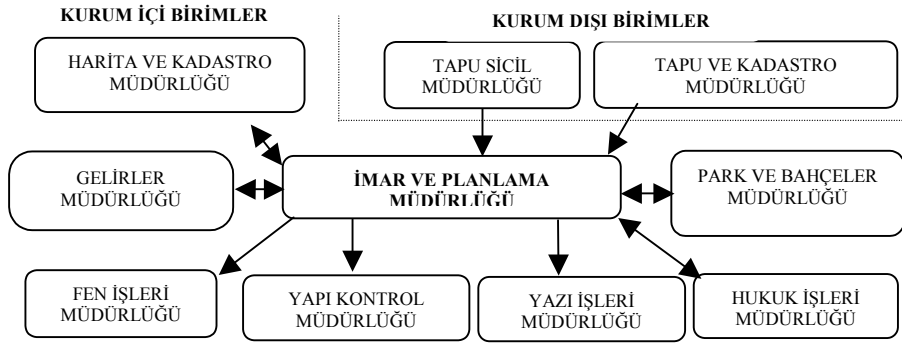 KURUM İÇİ BİRİMLER
KURUM DIŞI BİRİMLER
HARİTA VE KADASTRO
MÜDÜRLÜĞÜ
TAPU SİCİL
MÜDÜRLÜĞÜ
TAPU VE KADASTRO
MÜDÜRLÜĞÜ
GELİRLER
MÜDÜRLÜĞÜ
İMAR VE PLANLAMA
MÜDÜRLÜĞÜ
PARK VE BAHÇELER
MÜDÜRLÜĞÜ
FEN İŞLERİ
MÜDÜRLÜĞÜ
YAPI KONTROL
MÜDÜRLÜĞÜ
YAZI İŞLERİ
MÜDÜRLÜĞÜ
HUKUK İŞLERİ
MÜDÜRLÜĞÜ